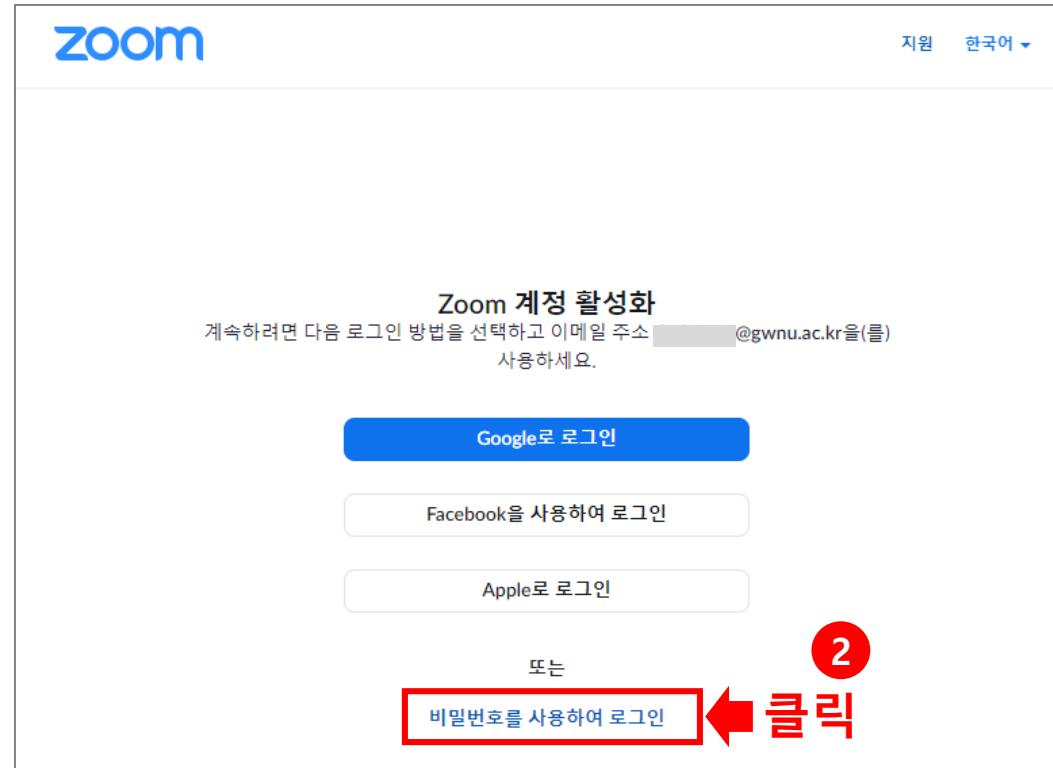 zoom
지원 한국어
Zoom 계정 활성화
계속하려면 다음 로그인 방법을 선택하고 이메일 주소 @gwnu.ac.kr을(를)
사용하세요.
Google로 로그인
Facebook을 사용하여 로그인
Apple로 로그인
또는
2
비밀번호를 사용하여 로그인
클릭